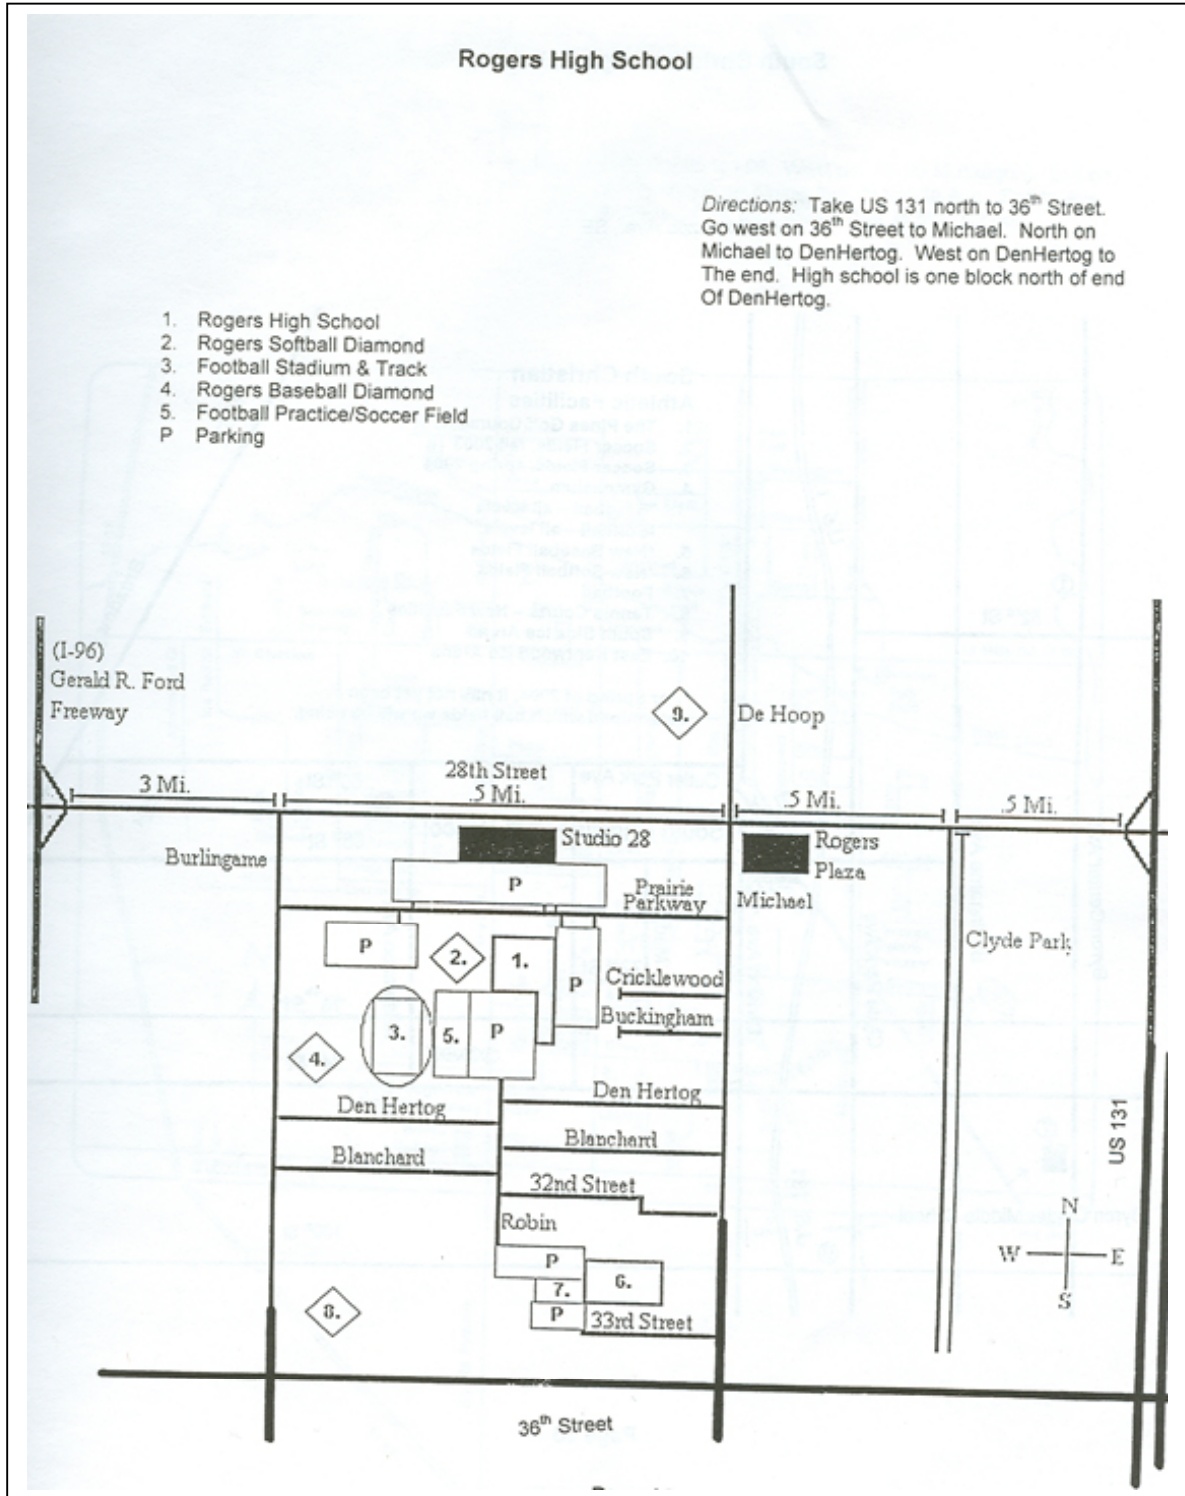 Rogers High School
Directions: Take US 131 north to 36th Street.
Go west on 36th Street to Michael. North on
Michael to DenHertog. West on DenHertog to
The end. High school is one block north of end
Of DenHertog.
1. Rogers High School
2. Rogers Softball Diamond
3. Football Stadium & Track
4. Rogers Baseball Diamond
5. Football Practice/Soccer Field
P Parking
(I-96)
Gerald R. Ford
Freeway
9.
De Hoop
28th Street
3 Mi.
.5 Mi.
.5 Mi.
.5 Mi.
Burlingame
Studio 28
Rogers
Plaza
P
Prairie
Parkway
Michael
Clyde Park
P
2.
1.
P
Cricklewood
Buckingham
3.
5.
P
4.
Den Hertog
Den Hertog
Blanchard
Blanchard
32nd Street
Robin
US 131
N
W
E
S
P
6.
7.
P
33rd Street
8.
36th Street